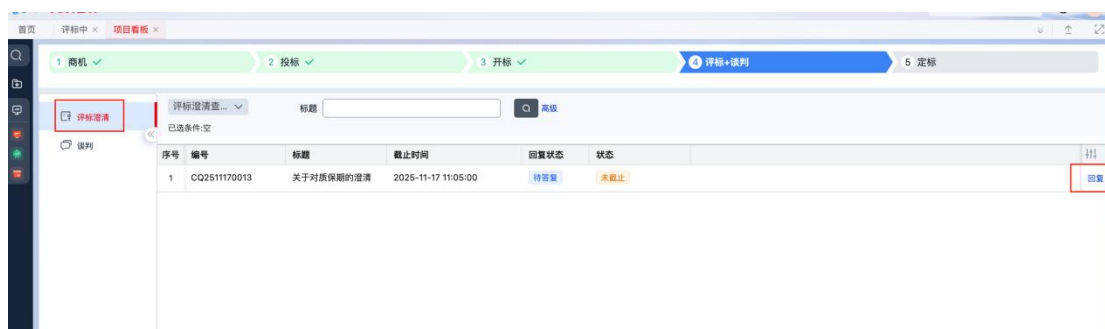 首页 评标中 × 项目看板 ×
1 商机 2 投标 3 开标 4 评标+谈判 5 定标
评标澄清
谈判
评标澄清查... 标题 高级
已选条件:空
序号 编号 标题 截止时间 回复状态 状态
1 CQ2511170013 关于对质保期的澄清 2025-11-17 11:05:00 待答复 未截止 回复